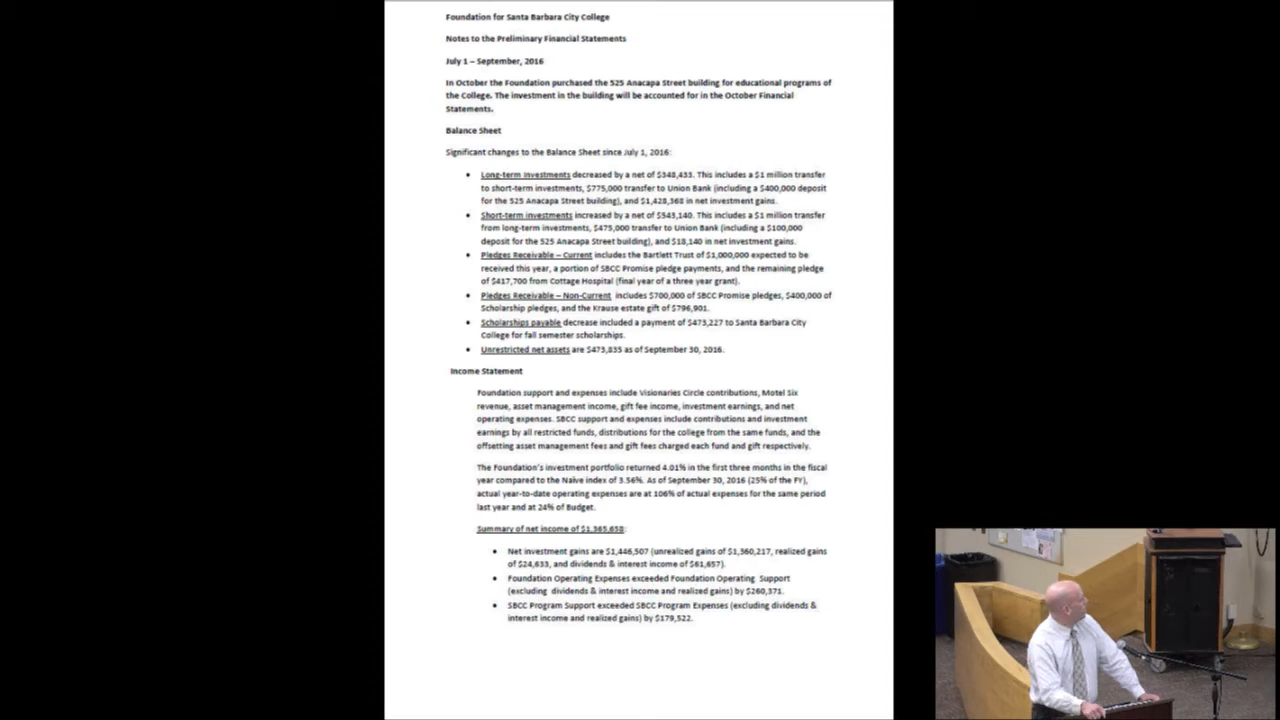 Foundation for Santa Barbara City College
Notes to the Preliminary Financial Statements
July 1 – September, 2016
In October the Foundation purchased the 525 Anacapa Street building for educational programs of
the College. The investment in the building will be accounted for in the October Financial
Statements.
Balance Sheet
Significant changes to the Balance Sheet since July 1, 2016:
• Long-term investments decreased by a net of $348,433. This includes a $1 million transfer
to short-term investments, $775,000 transfer to Union Bank (including a $400,000 deposit
for the 525 Anacapa Street building), and $1,428,368 in net investment gains.
• Short-term investments increased by a net of $543,140. This includes a $1 million transfer
from long-term investments, $475,000 transfer to Union Bank (including a $100,000
deposit for the 525 Anacapa Street building), and $18,140 in net investment gains.
• Pledges Receivable – Current includes the Bartlett Trust of $1,000,000 expected to be
received this year, a portion of SBCC Promise pledge payments, and the remaining pledge
of $417,700 from Cottage Hospital (final year of a three year grant).
• Pledges Receivable – Non-Current includes $700,000 of SBCC Promise pledges, $400,000 of
Scholarship pledges, and the Krause estate gift of $796,901.
• Scholarships payable decrease included a payment of $473,227 to Santa Barbara City
College for fall semester scholarships.
• Unrestricted net assets are $473,835 as of September 30, 2016.
Income Statement
Foundation support and expenses include Visionaries Circle contributions, Motel Six
revenue, asset management income, gift fee income, investment earnings, and net
operating expenses. SBCC support and expenses include contributions and investment
earnings by all restricted funds, distributions for the college from the same funds, and the
offsetting asset management fees and gift fees charged each fund and gift respectively.
The Foundation's investment portfolio returned 4.01% in the first three months in the fiscal
year compared to the Naive index of 3.56%. As of September 30, 2016 (25% of the FY),
actual year-to-date operating expenses are at 106% of actual expenses for the same period
last year and at 24% of Budget.
Summary of net income of $1,365,658:
• Net investment gains are $1,446,507 (unrealized gains of $1,360,217, realized gains
of $24,633, and dividends & interest income of $61,657).
• Foundation Operating Expenses exceeded Foundation Operating Support
(excluding dividends & interest income and realized gains) by $260,371.
• SBCC Program Support exceeded SBCC Program Expenses (excluding dividends &
interest income and realized gains) by $179,522.